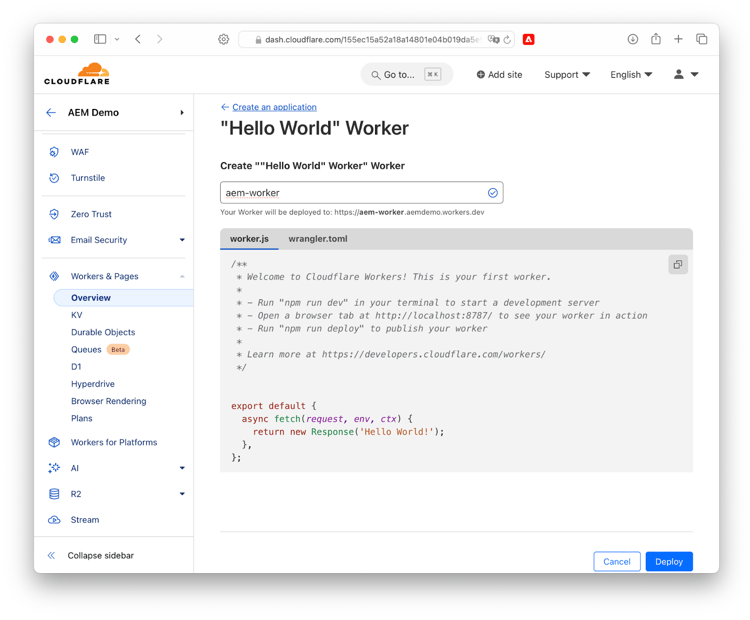 dash.cloudflare.com/155ec15a52a18a14801e04b019da5e
CLOUDFLARE
Go to... ⌘ K
Add site
Support
English
AEM Demo
WAF
Turnstile
Zero Trust
Email Security
Workers & Pages
Overview
KV
Durable Objects
Queues Beta
D1
Hyperdrive
Browser Rendering
Plans
Workers for Platforms
AI
R2
Stream
Collapse sidebar
Create an application
"Hello World" Worker
Create ""Hello World" Worker" Worker
aem-worker
Your Worker will be deployed to: https://aem-worker.aemdemo.workers.dev
worker.js wrangler.toml
/**
* Welcome to Cloudflare Workers! This is your first worker.
*
* - Run "npm run dev" in your terminal to start a development server
* - Open a browser tab at http://localhost:8787/ to see your worker in action
* - Run "npm run deploy" to publish your worker
*
* Learn more at https://developers.cloudflare.com/workers/
*/
export default {
async fetch(request, env, ctx) {
return new Response('Hello World!');
},
};
Cancel
Deploy